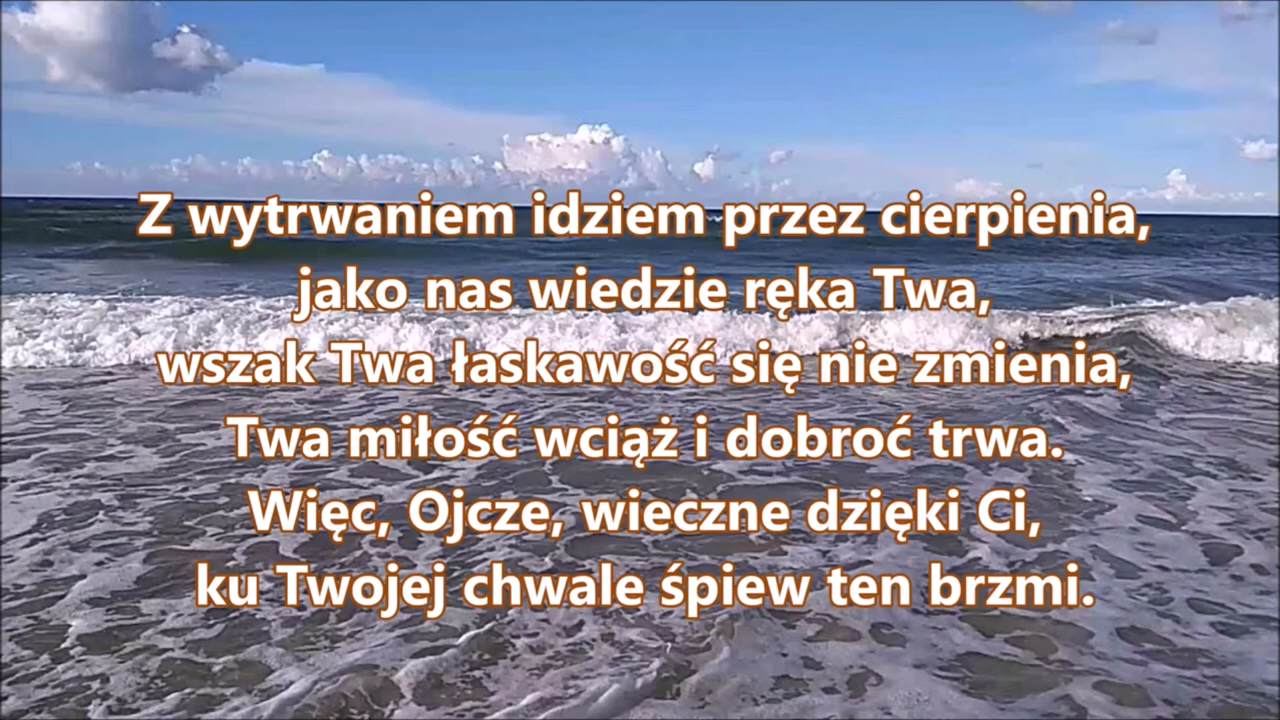 Z wytrwaniem idziem przez cierpienia,
jako nas wiedzie ręka Twa,
wszak Twa łaskawość się nie zmienia,
Twa miłość wciąż i dobroć trwa.
Więc, Ojcze, wieczne dzięki Ci,
ku Twojej chwale śpiew ten brzmi.